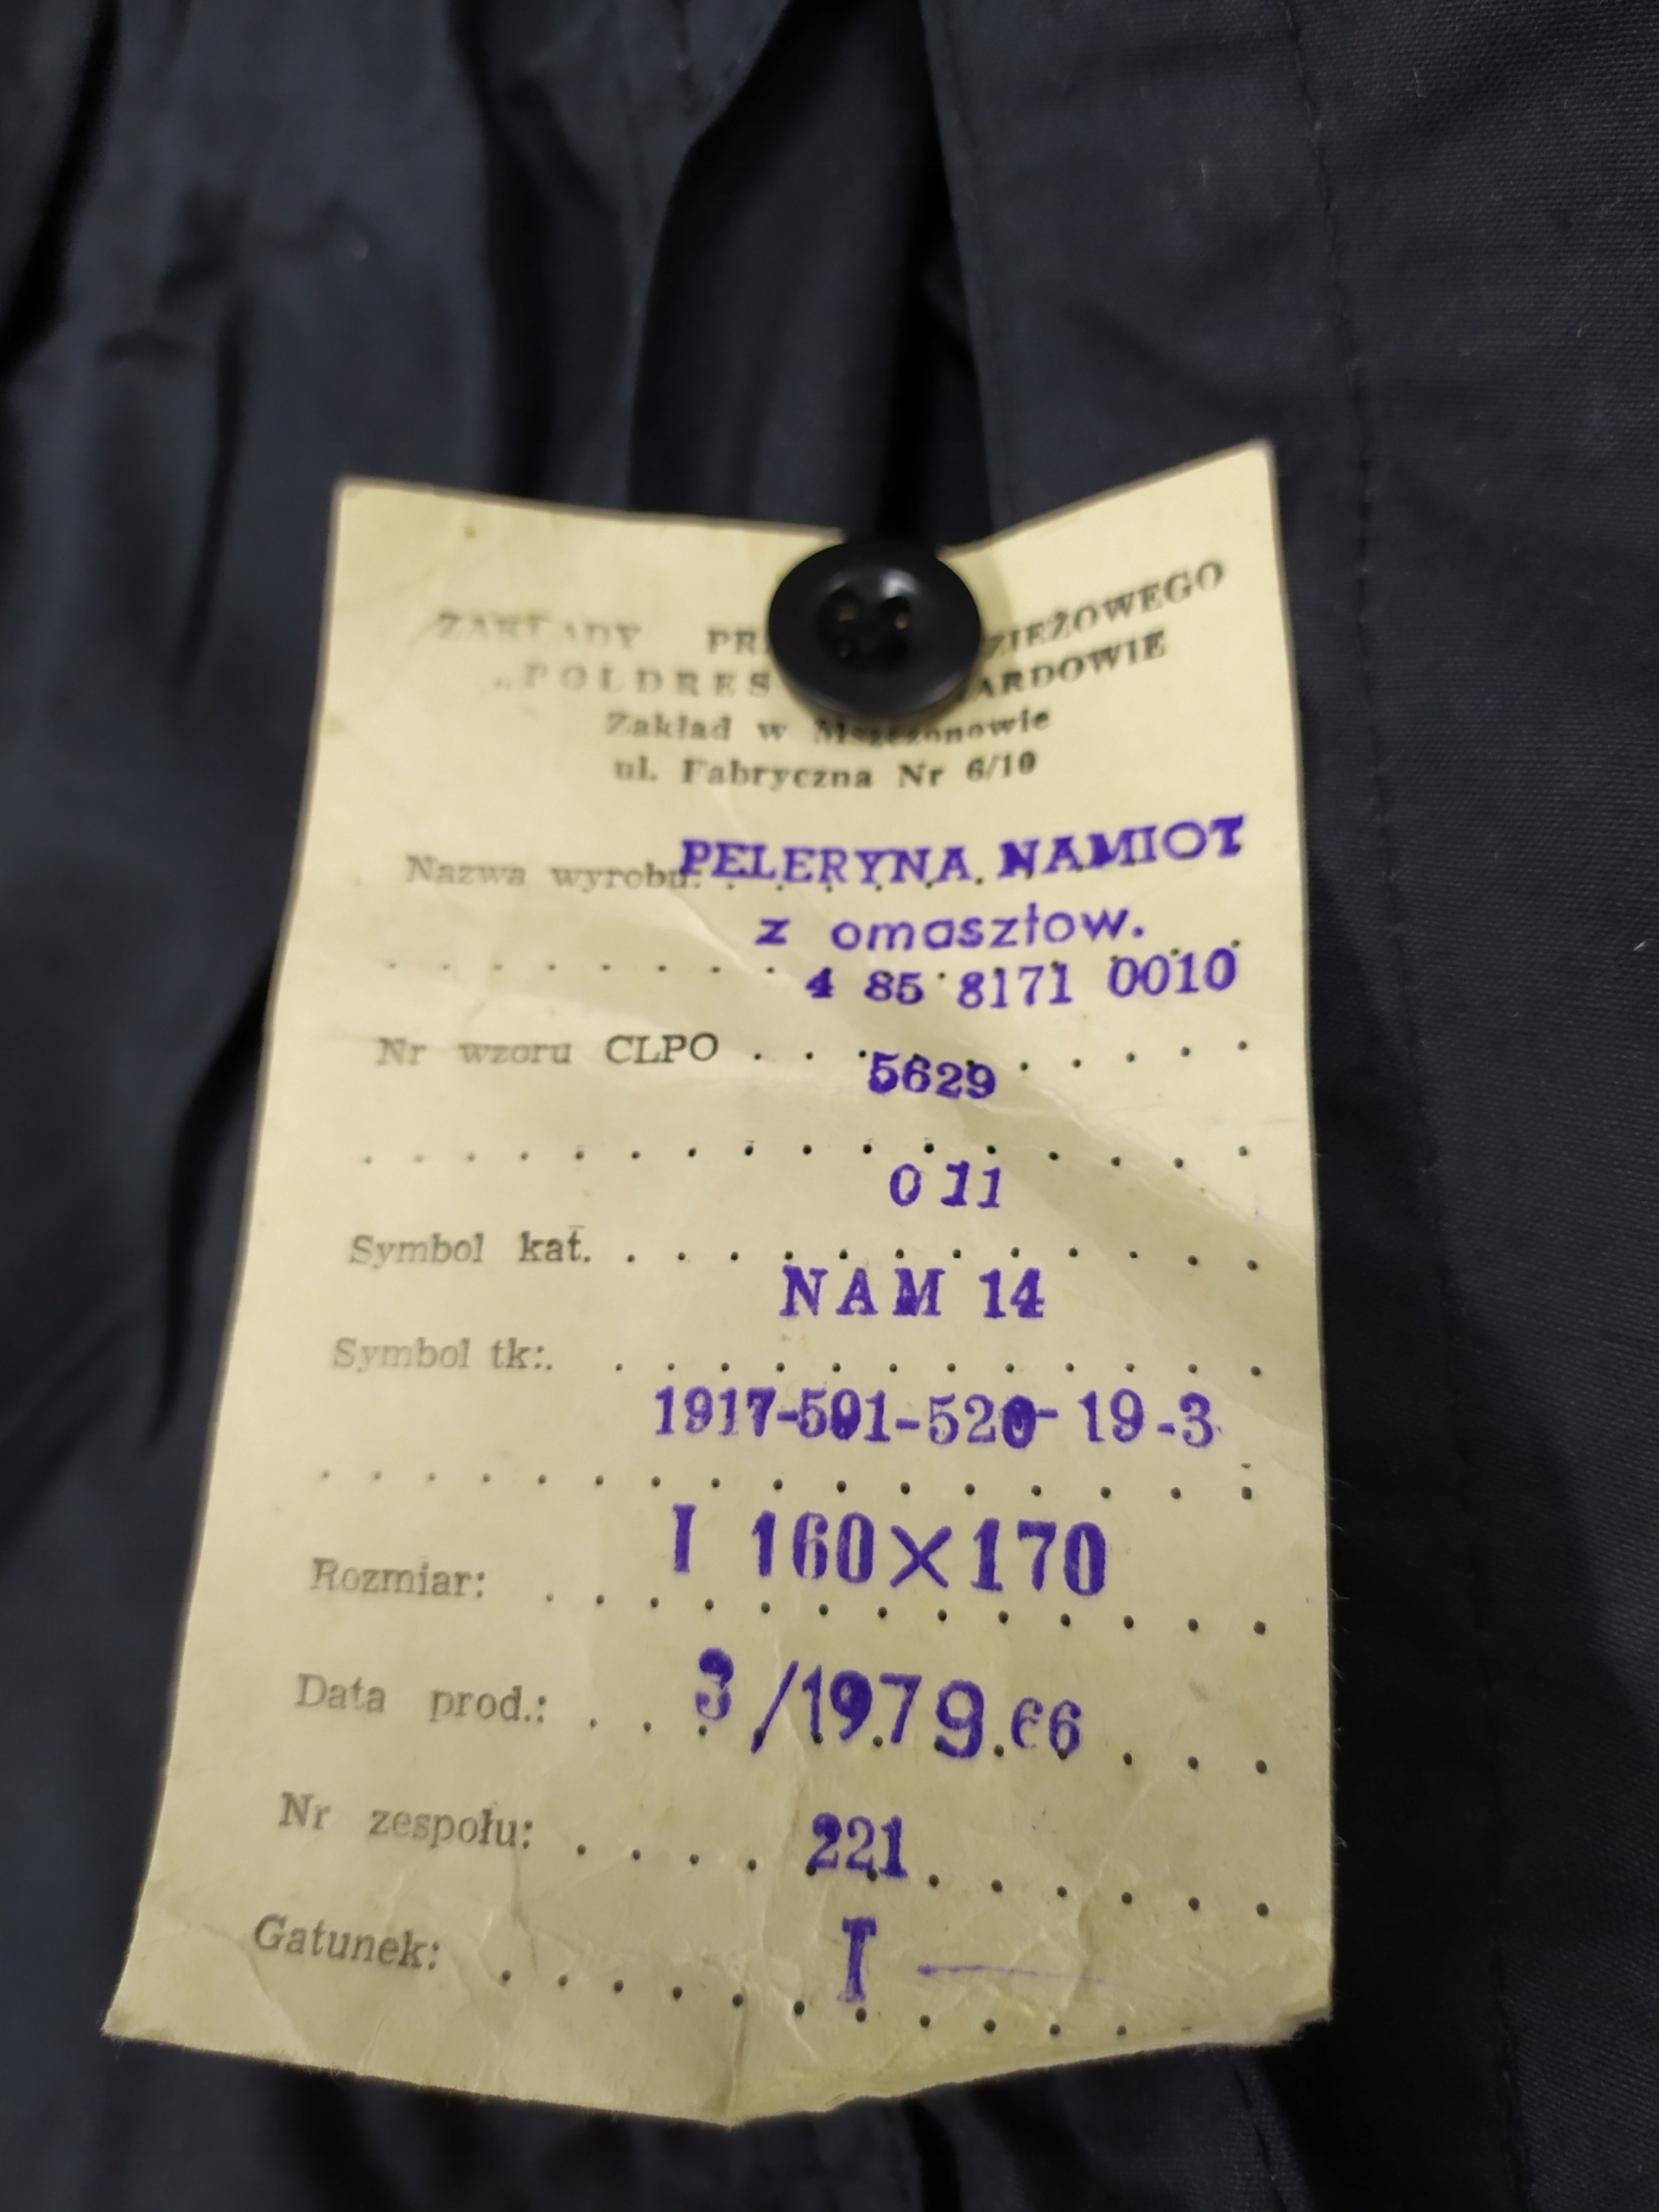 ZAKŁADY PR ZIEŻOWEGO
„POLDRES ARDOWIE
Zakład w Mszczonowie
ul. Fabryczna Nr 6/10
Nazwa wyrobu: PELERYNA NAMIOT
z omasztow.
4 85 8171 0010
Nr wzoru CLPO
5629
011
Symbol kat.
NAM 14
Symbol tk:.
1917-501-520-19-3
Rozmiar: I 160×170
Data prod.: 3/1979.66
Nr zespołu: 221
Gatunek: I